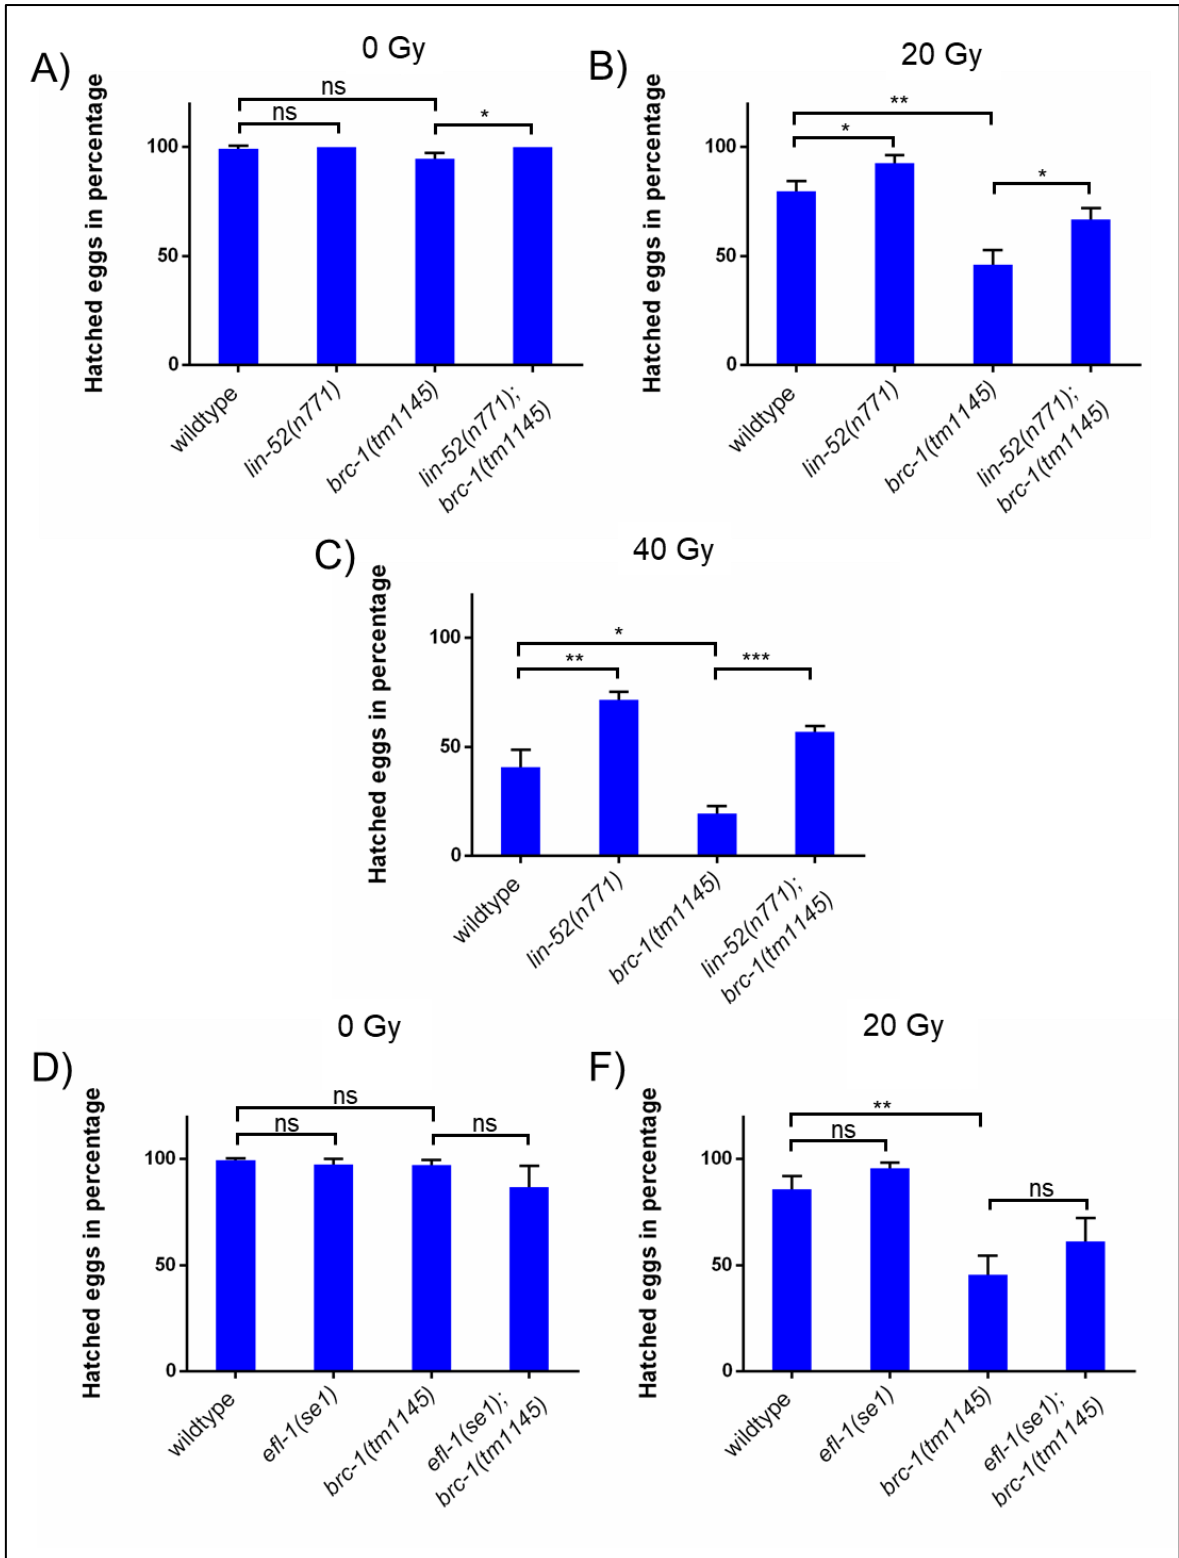 A)
0 Gy
Hatched eggs in percentage
100
50
0
ns
ns
*
wildtype
lin-52(n771)
brc-1(tm1145)
lin-52(n771);
brc-1(tm1145)
B)
20 Gy
Hatched eggs in percentage
100
50
0
**
*
*
wildtype
lin-52(n771)
brc-1(tm1145)
lin-52(n771);
brc-1(tm1145)
C)
40 Gy
Hatched eggs in percentage
100
50
0
*
**
***
wildtype
lin-52(n771)
brc-1(tm1145)
lin-52(n771);
brc-1(tm1145)
D)
0 Gy
Hatched eggs in percentage
100
50
0
ns
ns
ns
wildtype
efl-1(se1)
brc-1(tm1145)
efl-1(se1);
brc-1(tm1145)
F)
20 Gy
Hatched eggs in percentage
100
50
0
**
ns
ns
wildtype
efl-1(se1)
brc-1(tm1145)
efl-1(se1);
brc-1(tm1145)